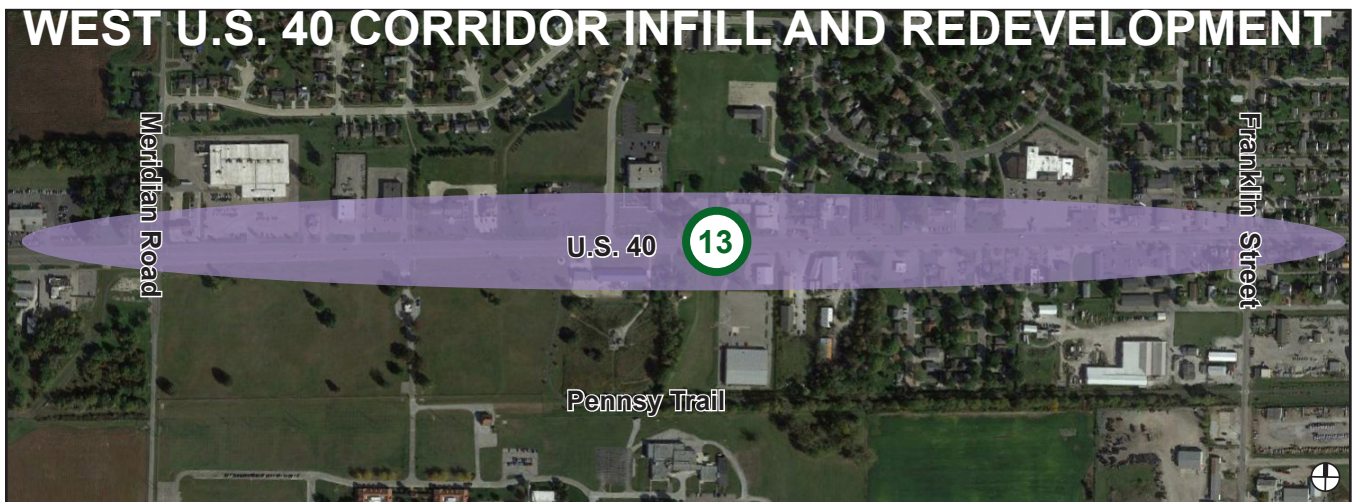 WEST U.S. 40 CORRIDOR INFILL AND REDEVELOPMENT
Meridian Road
Franklin Street
U.S. 40
13
Pennsy Trail